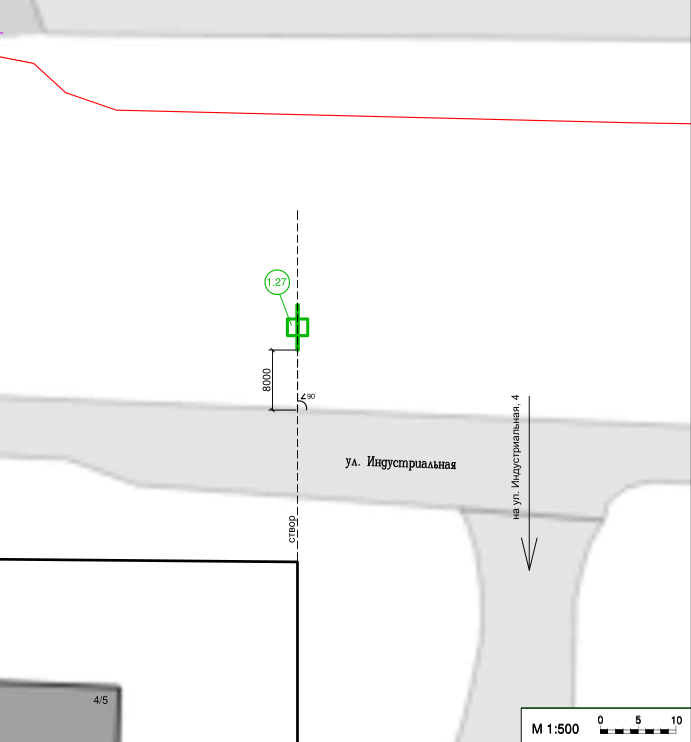 1.27
8000
∠90°
ул. Индустриальная
на ул. Индустриальная, 4
створ
4/5
М 1:500
0 5 10